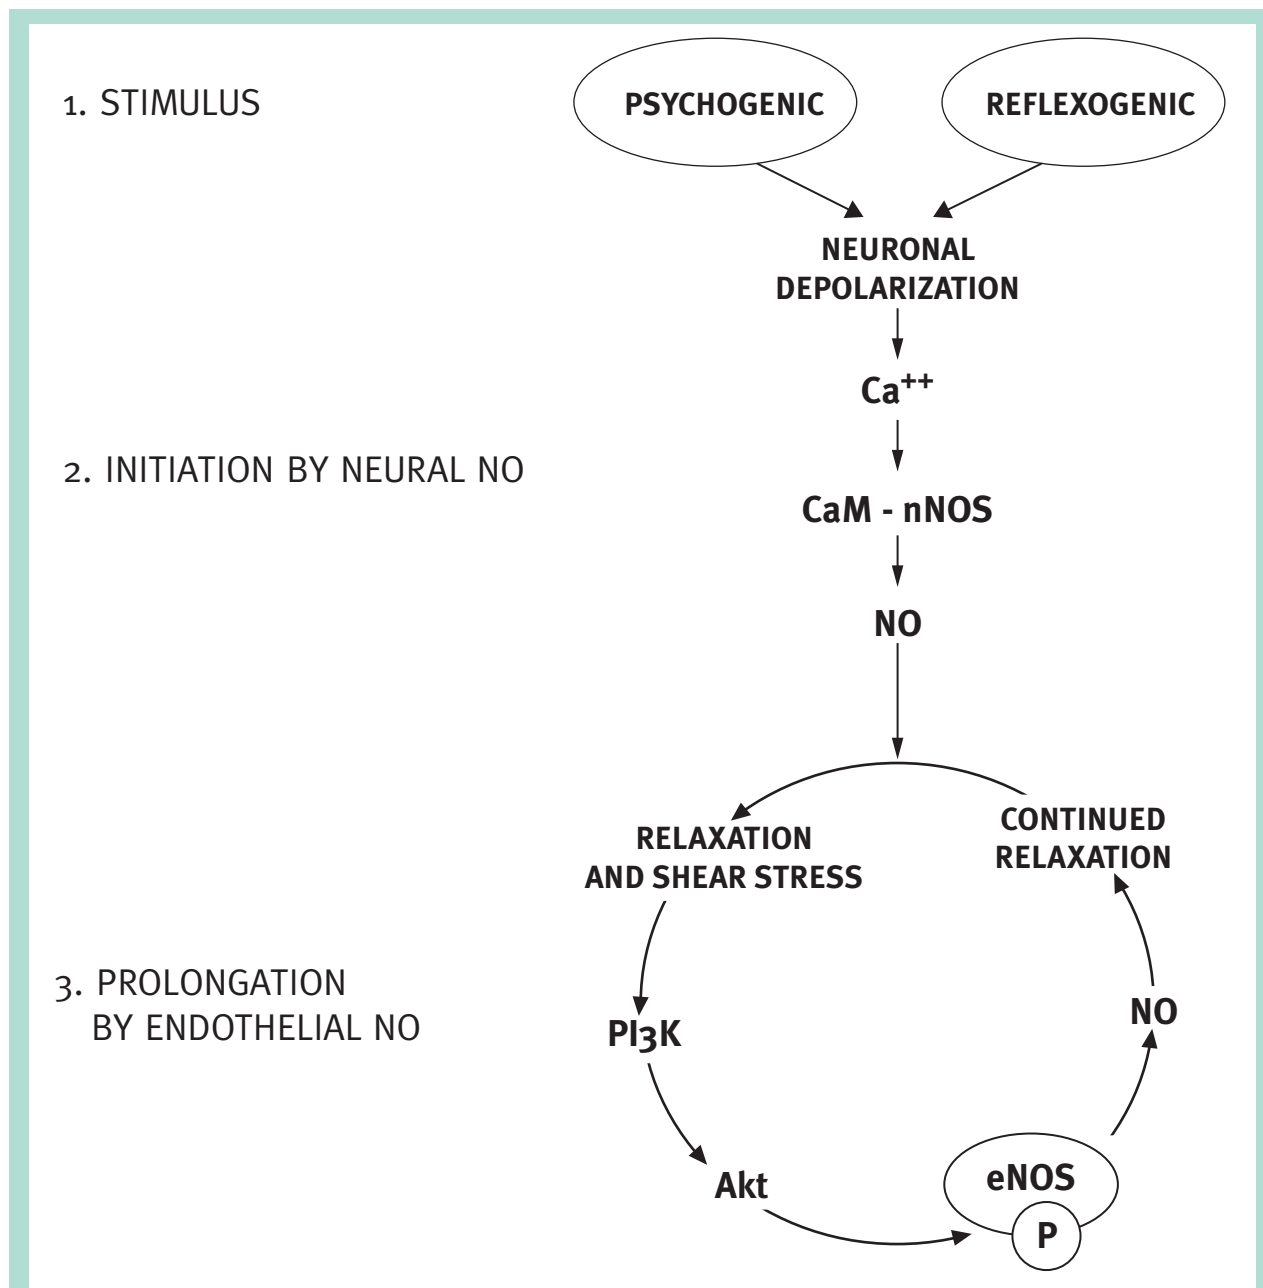 1. STIMULUS
PSYCHOGENIC
REFLEXOGENIC
NEURONAL
DEPOLARIZATION
Ca++
2. INITIATION BY NEURAL NO
CaM - nNOS
NO
RELAXATION
AND SHEAR STRESS
CONTINUED
RELAXATION
3. PROLONGATION
BY ENDOTHELIAL NO
PI3K
NO
Akt
eNOS
P